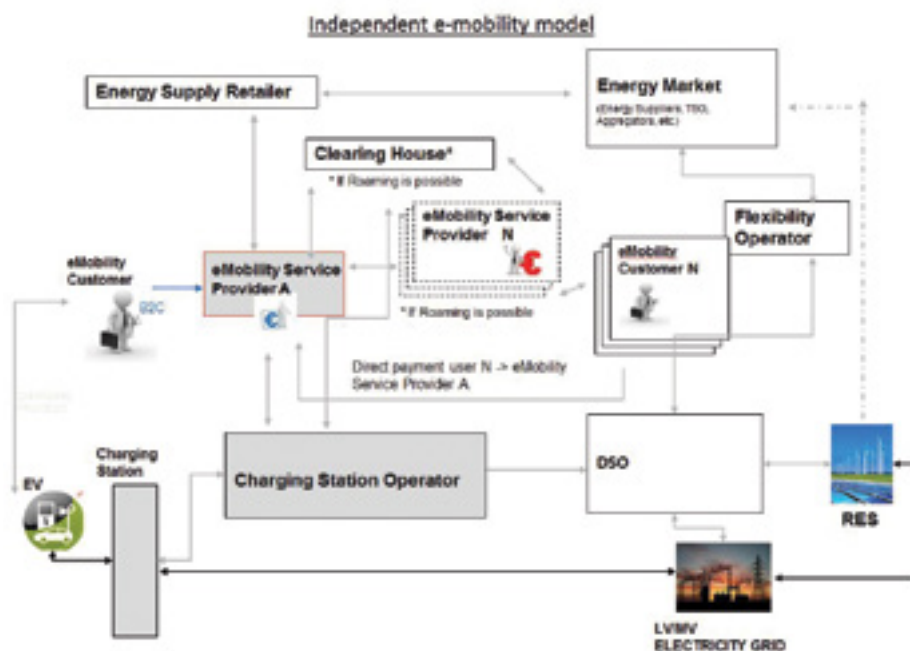 Independent e-mobility model
Energy Supply Retailer
Energy Market
(Energy Suppliers, TSO,
Aggregators, etc.)
Clearing House*
* If Roaming is possible
eMobility Service
Provider N
Flexibility
Operator
eMobility
Customer N
eMobility
Customer
B2C
eMobility Service
Provider A
* If Roaming is possible
Direct payment user N -> eMobility
Service Provider A
Charging
Station
EV
Charging Station Operator
DSO
RES
LV/MV
ELECTRICITY GRID